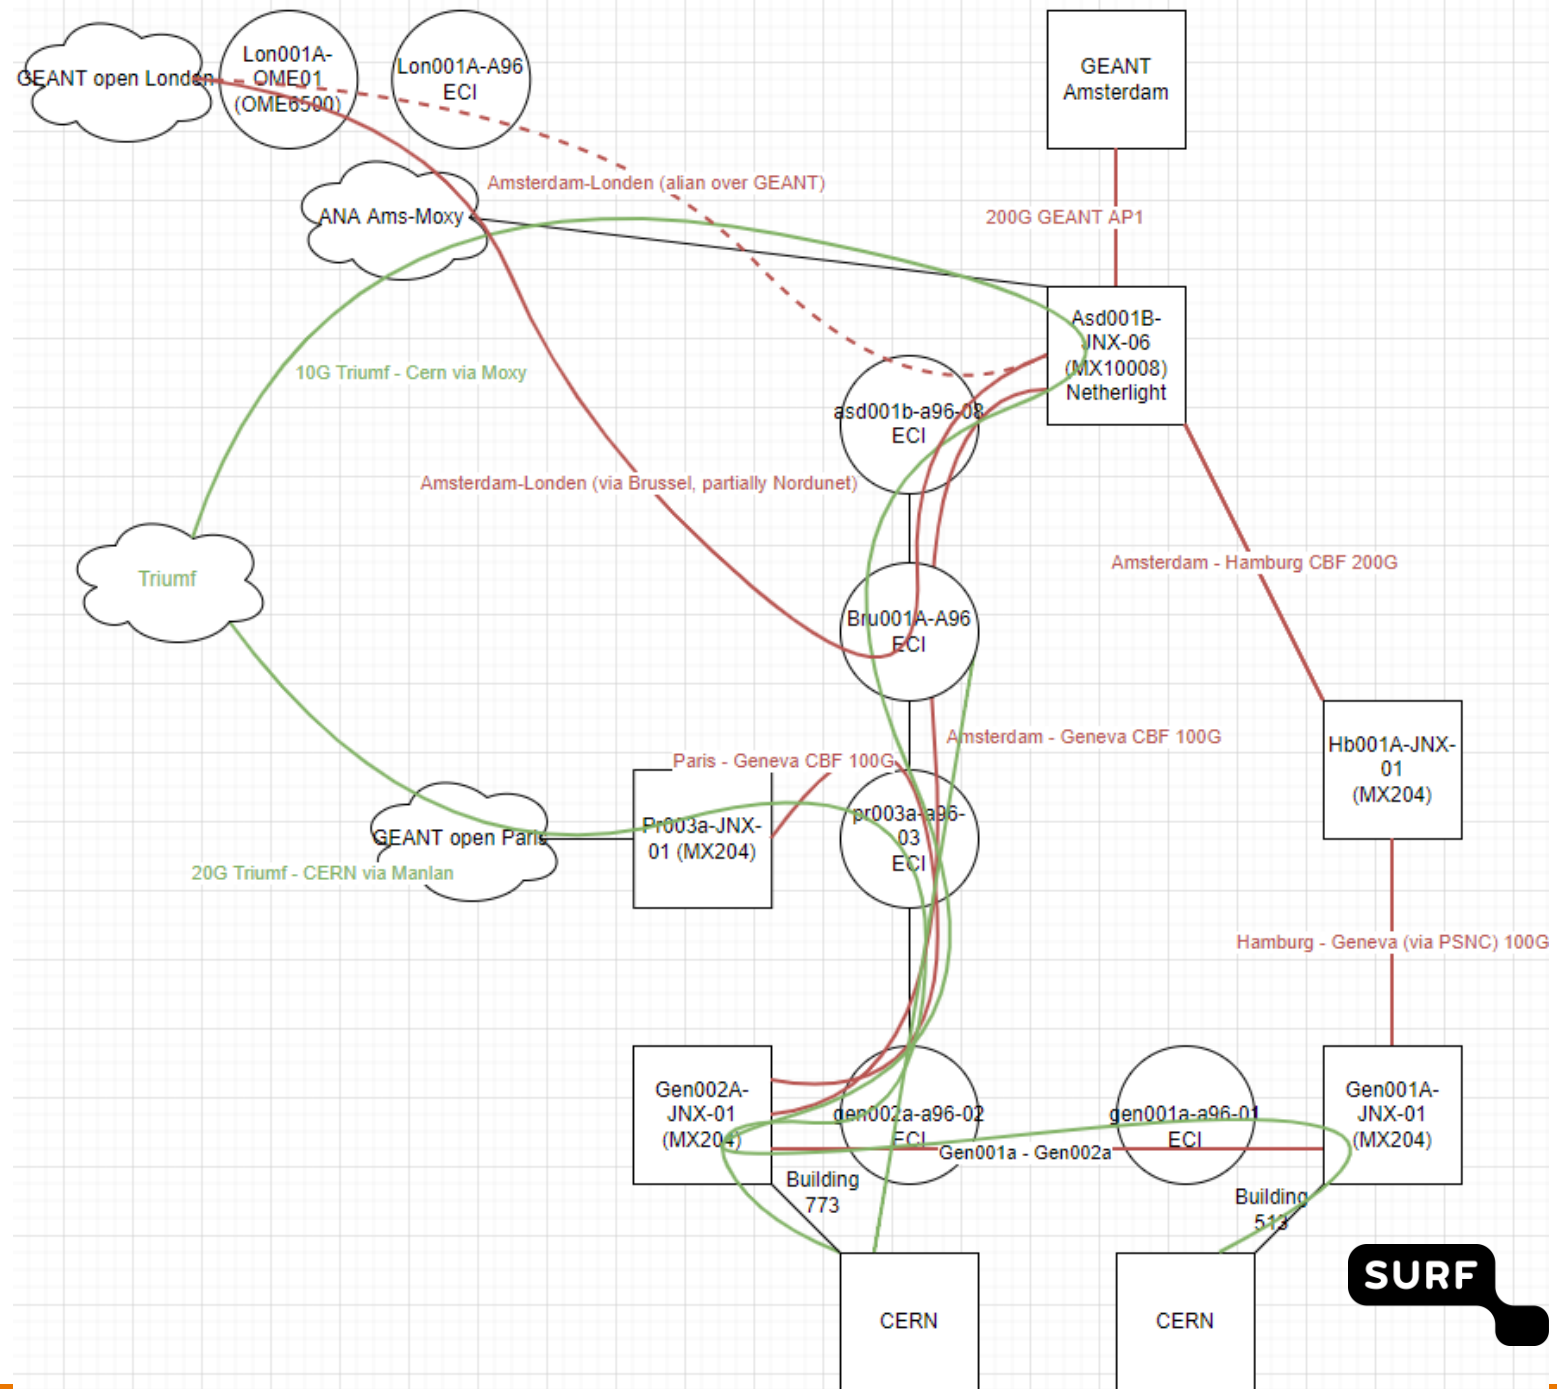 GEANT open Londen
Lon001A-
OME01
(OME6500)
Lon001A-A96
ECI
GEANT
Amsterdam
Amsterdam-Londen (alian over GEANT)
ANA Ams-Moxy
200G GEANT AP1
Asd001B-
JNX-06
(MX10008)
Netherlight
10G Triumf - Cern via Moxy
asd001b-a96-08
ECI
Amsterdam-Londen (via Brussel, partially Nordunet)
Amsterdam - Hamburg CBF 200G
Triumf
Bru001A-A96
ECI
Amsterdam - Geneva CBF 100G
Paris - Geneva CBF 100G
Hb001A-JNX-
01
(MX204)
GEANT open Paris
Pr003a-JNX-
01 (MX204)
pr003a-a96-
03
ECI
20G Triumf - CERN via Manlan
Hamburg - Geneva (via PSNC) 100G
Gen002A-
JNX-01
(MX204)
gen002a-a96-02
ECI
gen001a-a96-01
ECI
Gen001A-
JNX-01
(MX204)
Gen001a - Gen002a
Building
773
Building
513
CERN
CERN
SURF